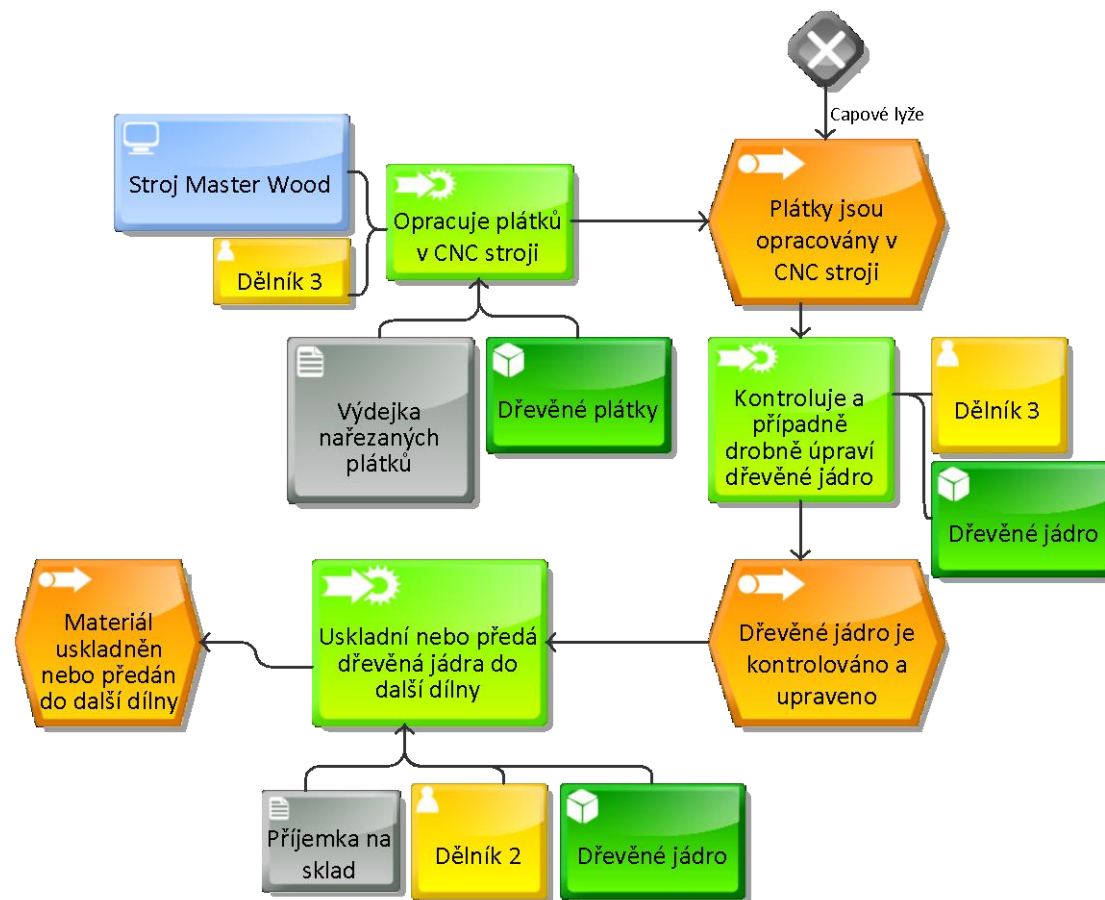 Capové lyže
Stroj Master Wood
Dělník 3
Opracuje plátků
v CNC stroji
Plátky jsou
opracovány v
CNC stroji
Výdejka
nařezaných
plátků
Dřevěné plátky
Kontroluje a
případně
drobně úpraví
dřevěné jádro
Dělník 3
Dřevěné jádro
Materiál
uskladněn
nebo předán
do další dílny
Uskladní nebo předá
dřevěná jádra do
další dílny
Dřevěné jádro je
kontrolováno a
upraveno
Příjemka na
sklad
Dělník 2
Dřevěné jádro